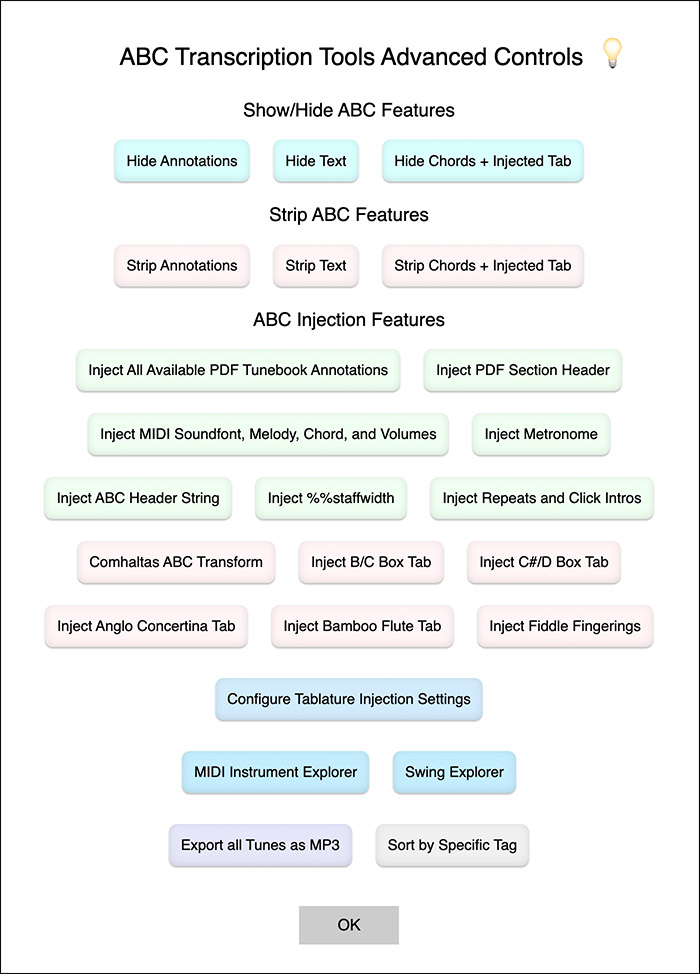 ABC Transcription Tools Advanced Controls
Show/Hide ABC Features
Hide Annotations Hide Text Hide Chords + Injected Tab
Strip ABC Features
Strip Annotations Strip Text Strip Chords + Injected Tab
ABC Injection Features
Inject All Available PDF Tunebook Annotations Inject PDF Section Header
Inject MIDI Soundfont, Melody, Chord, and Volumes Inject Metronome
Inject ABC Header String Inject %%staffwidth Inject Repeats and Click Intros
Comhaltas ABC Transform Inject B/C Box Tab Inject C#/D Box Tab
Inject Anglo Concertina Tab Inject Bamboo Flute Tab Inject Fiddle Fingerings
Configure Tablature Injection Settings
MIDI Instrument Explorer Swing Explorer
Export all Tunes as MP3 Sort by Specific Tag
OK